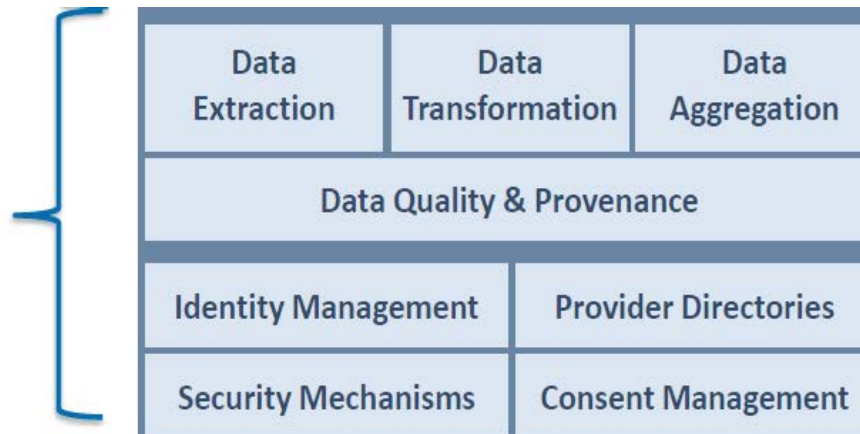 Data
Extraction
Data
Transformation
Data
Aggregation
Data Quality & Provenance
Identity Management
Provider Directories
Security Mechanisms
Consent Management